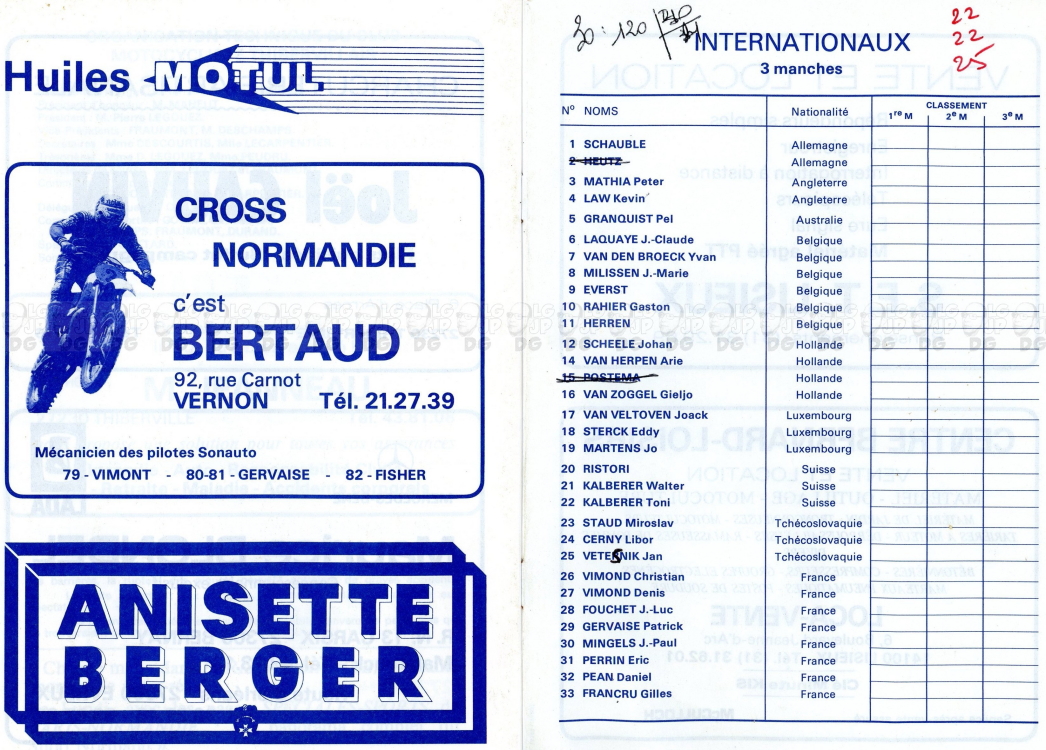 Huiles MOTUL
CROSS
NORMANDIE
c'est
BERTAUD
92, rue Carnot
VERNON Tél. 21.27.39
Mécanicien des pilotes Sonauto
79 - VIMONT - 80-81 - GERVAISE - 82 - FISHER
ANISETTE
BERGER
20 : 120
22
22
25
INTERNATIONAUX
3 manches
N° NOMS Nationalité CLASSEMENT
1re M 2e M 3e M
1 SCHAUBLE Allemagne
2 HEUTZ Allemagne
3 MATHIA Peter Angleterre
4 LAW Kevin Angleterre
5 GRANQUIST Pel Australie
6 LAQUAYE J.-Claude Belgique
7 VAN DEN BROECK Yvan Belgique
8 MILISSEN J.-Marie Belgique
9 EVERST Belgique
10 RAHIER Gaston Belgique
11 HERREN Belgique
12 SCHEELE Johan Hollande
14 VAN HERPEN Arie Hollande
15 POSTEMA Hollande
16 VAN ZOGGEL Gieljo Hollande
17 VAN VELTOVEN Joack Luxembourg
18 STERCK Eddy Luxembourg
19 MARTENS Jo Luxembourg
20 RISTORI Suisse
21 KALBERER Walter Suisse
22 KALBERER Toni Suisse
23 STAUD Miroslav Tchécoslovaquie
24 CERNY Libor Tchécoslovaquie
25 VETESNIK Jan Tchécoslovaquie
26 VIMOND Christian France
27 VIMOND Denis France
28 FOUCHET J.-Luc France
29 GERVAISE Patrick France
30 MINGELS J.-Paul France
31 PERRIN Eric France
32 PEAN Daniel France
33 FRANCRU Gilles France